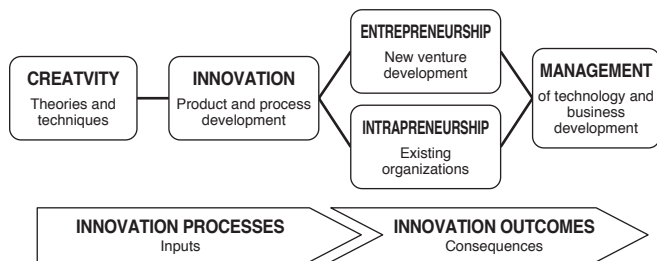 CREATVITY
Theories and
techniques
INNOVATION
Product and process
development
ENTREPRENEURSHIP
New venture
development
INTRAPRENEURSHIP
Existing
organizations
MANAGEMENT
of technology and
business
development
INNOVATION PROCESSES
Inputs
INNOVATION OUTCOMES
Consequences